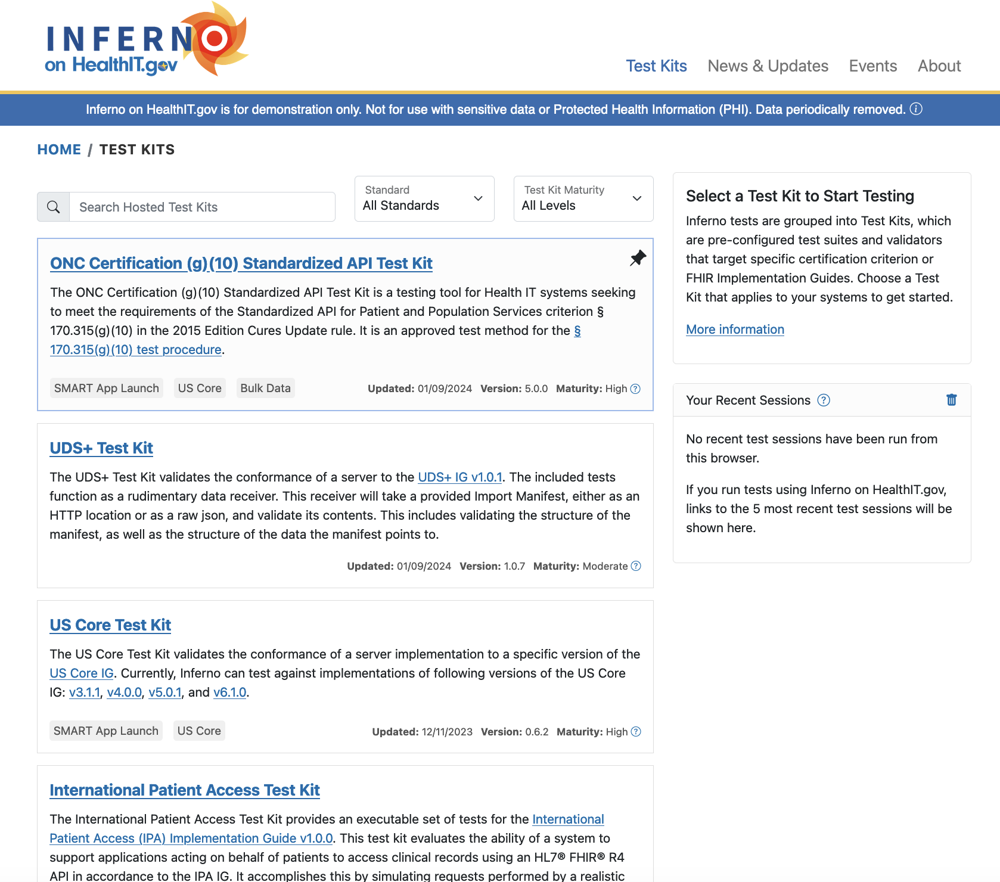 INFERNO
on HealthIT.gov
Test Kits News & Updates Events About
Inferno on HealthIT.gov is for demonstration only. Not for use with sensitive data or Protected Health Information (PHI). Data periodically removed.
HOME / TEST KITS
Search Hosted Test Kits
Standard
All Standards
Test Kit Maturity
All Levels
ONC Certification (g)(10) Standardized API Test Kit
The ONC Certification (g)(10) Standardized API Test Kit is a testing tool for Health IT systems seeking
to meet the requirements of the Standardized API for Patient and Population Services criterion §
170.315(g)(10) in the 2015 Edition Cures Update rule. It is an approved test method for the §
170.315(g)(10) test procedure.
SMART App Launch US Core Bulk Data Updated: 01/09/2024 Version: 5.0.0 Maturity: High ?
UDS+ Test Kit
The UDS+ Test Kit validates the conformance of a server to the UDS+ IG v1.0.1. The included tests
function as a rudimentary data receiver. This receiver will take a provided Import Manifest, either as an
HTTP location or as a raw json, and validate its contents. This includes validating the structure of the
manifest, as well as the structure of the data the manifest points to.
Updated: 01/09/2024 Version: 1.0.7 Maturity: Moderate ?
US Core Test Kit
The US Core Test Kit validates the conformance of a server implementation to a specific version of the
US Core IG. Currently, Inferno can test against implementations of following versions of the US Core
IG: v3.1.1, v4.0.0, v5.0.1, and v6.1.0.
SMART App Launch US Core Updated: 12/11/2023 Version: 0.6.2 Maturity: High ?
International Patient Access Test Kit
The International Patient Access Test Kit provides an executable set of tests for the International
Patient Access (IPA) Implementation Guide v1.0.0. This test kit evaluates the ability of a system to
support applications acting on behalf of patients to access clinical records using an HL7® FHIR® R4
API in accordance to the IPA IG. It accomplishes this by simulating requests performed by a realistic
Select a Test Kit to Start Testing
Inferno tests are grouped into Test Kits, which
are pre-configured test suites and validators
that target specific certification criterion or
FHIR Implementation Guides. Choose a Test
Kit that applies to your systems to get started.
More information
Your Recent Sessions ?
No recent test sessions have been run from
this browser.
If you run tests using Inferno on HealthIT.gov,
links to the 5 most recent test sessions will be
shown here.